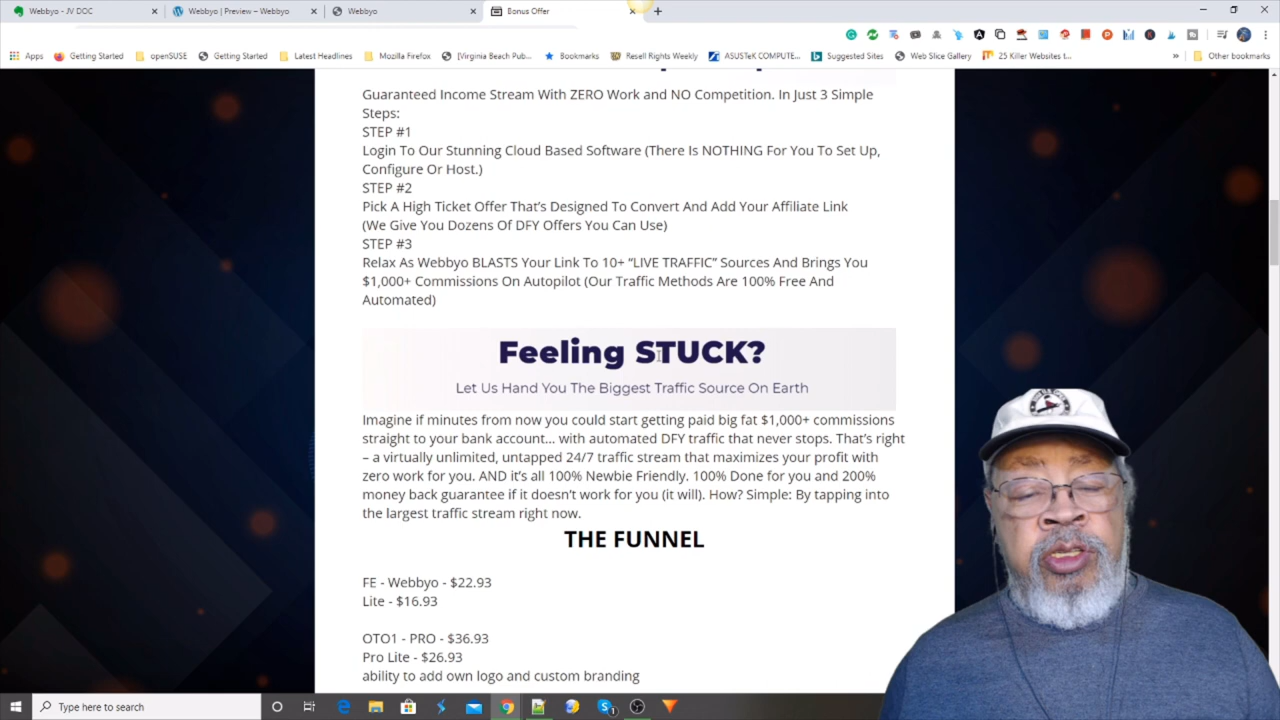 Webbyo - JV DOC
Webbyo | Preview – Webbyo
Webbyo
Bonus Offer
Apps
Getting Started
openSUSE
Getting Started
Latest Headlines
Mozilla Firefox
[Virginia Beach Pub...
Bookmarks
Resell Rights Weekly
ASUSTeK COMPUTE...
Suggested Sites
Web Slice Gallery
25 Killer Websites t...
Other bookmarks
Guaranteed Income Stream With ZERO Work and NO Competition. In Just 3 Simple
Steps:
STEP #1
Login To Our Stunning Cloud Based Software (There Is NOTHING For You To Set Up,
Configure Or Host.)
STEP #2
Pick A High Ticket Offer That's Designed To Convert And Add Your Affiliate Link
(We Give You Dozens Of DFY Offers You Can Use)
STEP #3
Relax As Webbyo BLASTS Your Link To 10+ “LIVE TRAFFIC” Sources And Brings You
$1,000+ Commissions On Autopilot (Our Traffic Methods Are 100% Free And
Automated)
Feeling STUCK?
Let Us Hand You The Biggest Traffic Source On Earth
Imagine if minutes from now you could start getting paid big fat $1,000+ commissions
straight to your bank account… with automated DFY traffic that never stops. That's right
– a virtually unlimited, untapped 24/7 traffic stream that maximizes your profit with
zero work for you. AND it's all 100% Newbie Friendly, 100% Done for you and 200%
money back guarantee if it doesn't work for you (it will). How? Simple: By tapping into
the largest traffic stream right now.
THE FUNNEL
FE - Webbyo - $22.93
Lite - $16.93
OTO1 - PRO - $36.93
Pro Lite - $26.93
ability to add own logo and custom branding
Type here to search